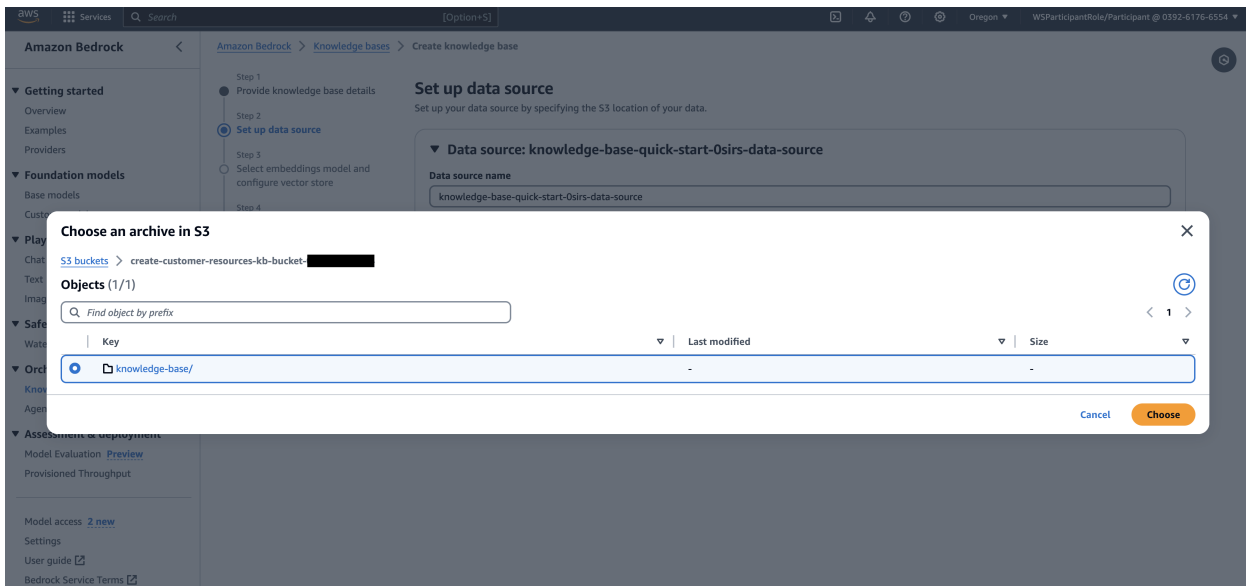 aws Services Search [Option+S] Oregon WSParticipantRole/Participant @ 0392-6176-6554
Amazon Bedrock
Getting started
Overview
Examples
Providers
Foundation models
Base models
Play
Chat
Text
Safe
Assessment & deployment
Model Evaluation Preview
Provisioned Throughput
Model access 2 new
Settings
User guide
Bedrock Service Terms
Amazon Bedrock > Knowledge bases > Create knowledge base
Step 1
Provide knowledge base details
Step 2
Set up data source
Step 3
Select embeddings model and
configure vector store
Step 4
Set up data source
Set up your data source by specifying the S3 location of your data.
Data source: knowledge-base-quick-start-0sirs-data-source
Data source name
knowledge-base-quick-start-0sirs-data-source
Choose an archive in S3
S3 buckets > create-customer-resources-kb-bucket-
Objects (1/1)
Find object by prefix
< 1 >
Key Last modified Size
knowledge-base/ - -
Cancel Choose